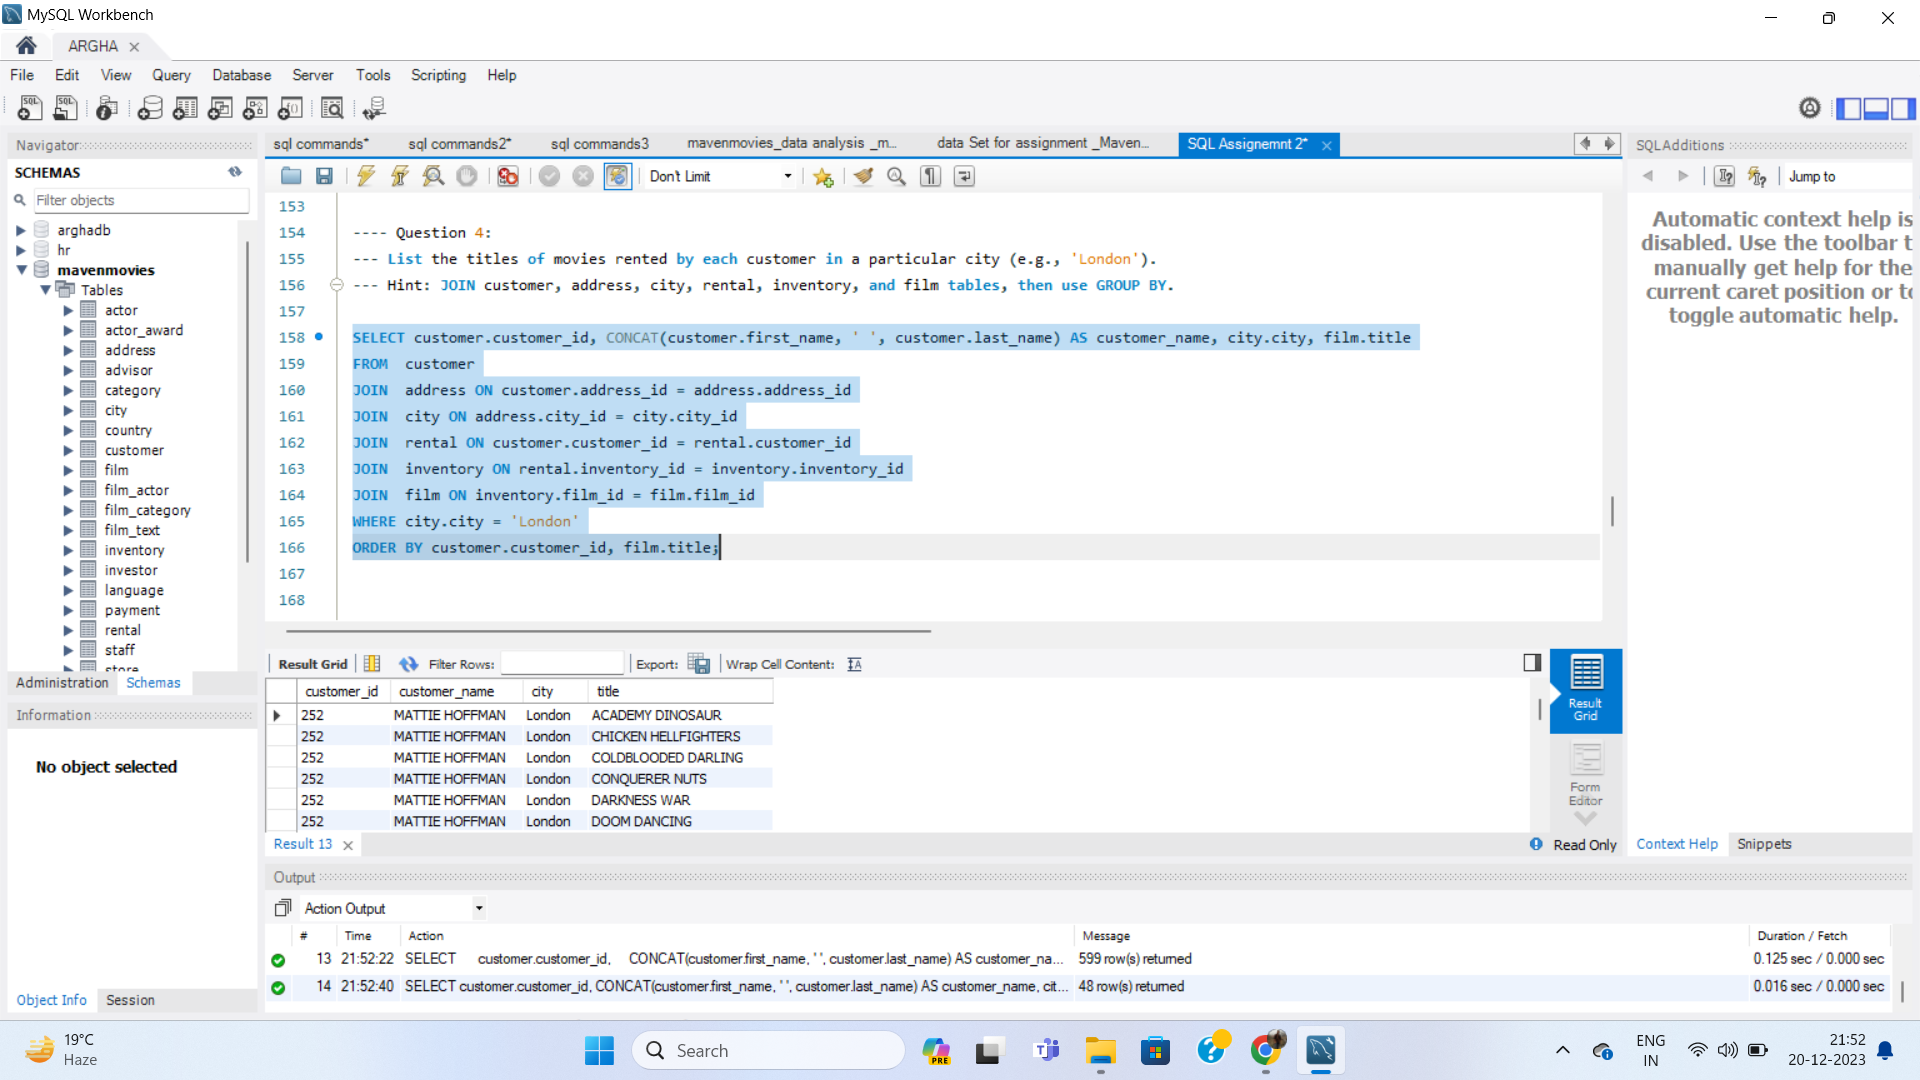 MySQL Workbench
ARGHA
File Edit View Query Database Server Tools Scripting Help
Navigator
SCHEMAS
Filter objects
arghadb
hr
mavenmovies
Tables
actor
actor_award
address
advisor
category
city
country
customer
film
film_actor
film_category
film_text
inventory
investor
language
payment
rental
staff
store
Administration Schemas
Information
No object selected
Object Info Session
sql commands* sql commands2* sql commands3 mavenmovies_data analysis _m... data Set for assignment _Maven... SQL Assignemnt 2*
Don't Limit
153
154 ---- Question 4:
155 --- List the titles of movies rented by each customer in a particular city (e.g., 'London').
156 --- Hint: JOIN customer, address, city, rental, inventory, and film tables, then use GROUP BY.
157
158 SELECT customer.customer_id, CONCAT(customer.first_name, ' ', customer.last_name) AS customer_name, city.city, film.title
159 FROM customer
160 JOIN address ON customer.address_id = address.address_id
161 JOIN city ON address.city_id = city.city_id
162 JOIN rental ON customer.customer_id = rental.customer_id
163 JOIN inventory ON rental.inventory_id = inventory.inventory_id
164 JOIN film ON inventory.film_id = film.film_id
165 WHERE city.city = 'London'
166 ORDER BY customer.customer_id, film.title;
167
168
Result Grid Filter Rows: Export: Wrap Cell Content:
customer_id customer_name city title
252 MATTIE HOFFMAN London ACADEMY DINOSAUR
252 MATTIE HOFFMAN London CHICKEN HELLFIGHTERS
252 MATTIE HOFFMAN London COLDBLOODED DARLING
252 MATTIE HOFFMAN London CONQUERER NUTS
252 MATTIE HOFFMAN London DARKNESS WAR
252 MATTIE HOFFMAN London DOOM DANCING
Result Grid
Form Editor
Result 13
Read Only
SQLAdditions
Jump to
Automatic context help is
disabled. Use the toolbar t
manually get help for the
current caret position or to
toggle automatic help.
Context Help Snippets
Output
Action Output
# Time Action Message Duration / Fetch
13 21:52:22 SELECT customer.customer_id, CONCAT(customer.first_name, ' ', customer.last_name) AS customer_na... 599 row(s) returned 0.125 sec / 0.000 sec
14 21:52:40 SELECT customer.customer_id, CONCAT(customer.first_name, ' ', customer.last_name) AS customer_name, cit... 48 row(s) returned 0.016 sec / 0.000 sec
19°C
Haze
Search
PRE
ENG
IN
21:52
20-12-2023